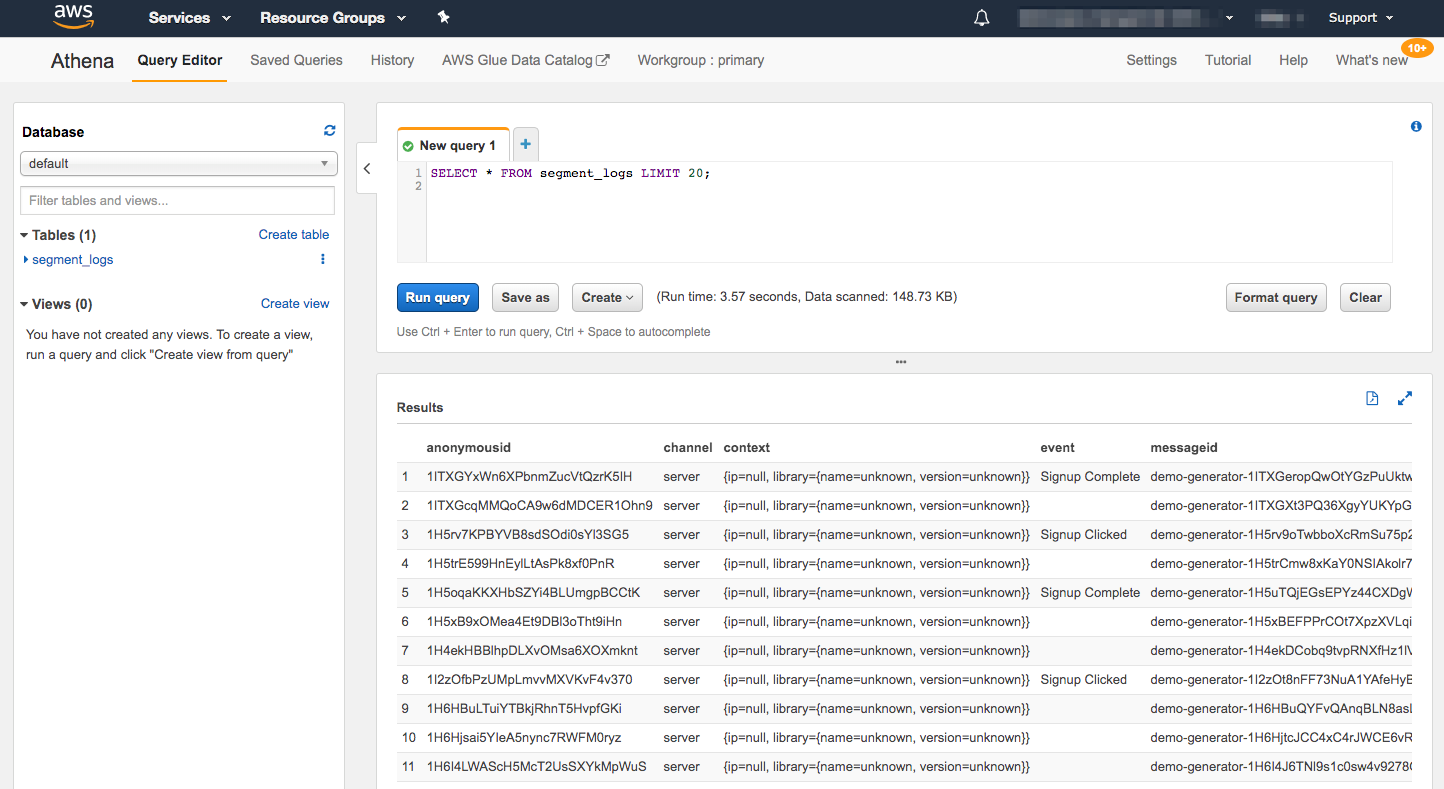 aws Services Resource Groups Support
Athena Query Editor Saved Queries History AWS Glue Data Catalog Workgroup : primary Settings Tutorial Help What's new 10+
Database
default
Filter tables and views...
Tables (1) Create table
segment_logs
Views (0) Create view
You have not created any views. To create a view,
run a query and click "Create view from query"
New query 1
1 SELECT * FROM segment_logs LIMIT 20;
2
Run query Save as Create (Run time: 3.57 seconds, Data scanned: 148.73 KB) Format query Clear
Use Ctrl + Enter to run query, Ctrl + Space to autocomplete
Results
anonymousid channel context event messageid
1 1ITXGYxWn6XPbnmZucVtQzrK5IH server {ip=null, library={name=unknown, version=unknown}} Signup Complete demo-generator-1ITXGeropQwOtYGzPuUktw
2 1ITXGcqMMQoCA9w6dMDCER1Ohn9 server {ip=null, library={name=unknown, version=unknown}} demo-generator-1ITXGXt3PQ36XgyYUKYpG
3 1H5rv7KPBYVB8sdSOdi0sYl3SG5 server {ip=null, library={name=unknown, version=unknown}} Signup Clicked demo-generator-1H5rv9oTwbboXcRmSu75p2
4 1H5trE599HnEylLtAsPk8xf0PnR server {ip=null, library={name=unknown, version=unknown}} demo-generator-1H5trCmw8xKaY0NSIAkolr7
5 1H5oqaKKXHbSZYi4BLUmgpBCCtK server {ip=null, library={name=unknown, version=unknown}} Signup Complete demo-generator-1H5uTQjEGsEPYz44CXDgW
6 1H5xB9xOMea4Et9DBl3oTht9iHn server {ip=null, library={name=unknown, version=unknown}} demo-generator-1H5xBEFPPrCOt7XpzXVLqi
7 1H4ekHBBlhpDLXvOMsa6XOXmknt server {ip=null, library={name=unknown, version=unknown}} demo-generator-1H4ekDCobq9tvpRNXfHz1IV
8 1I2zOfbPzUMpLmvvMXVKvF4v370 server {ip=null, library={name=unknown, version=unknown}} Signup Clicked demo-generator-1I2zOt8nFF73NuA1YAfeHyE
9 1H6HBuLTuiYTBkjRhnT5HvpfGKi server {ip=null, library={name=unknown, version=unknown}} demo-generator-1H6HBuQYFvQAnqBLN8asL
10 1H6Hjsai5YIeA5nync7RWFM0ryz server {ip=null, library={name=unknown, version=unknown}} demo-generator-1H6HjtcJCC4xC4rJWCE6vR
11 1H6I4LWAScH5McT2UsSXYkMpWuS server {ip=null, library={name=unknown, version=unknown}} demo-generator-1H6I4J6TNl9s1c0sw4v9278C